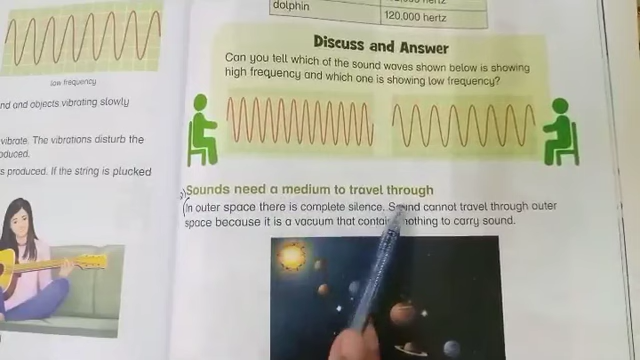 low frequency
nd and objects vibrating slowly
vibrate. The vibrations disturb the
oduced.
s produced. If the string is plucked
hertz
dolphin
120,000 hertz
Discuss and Answer
Can you tell which of the sound waves shown below is showing
high frequency and which one is showing low frequency?
Sounds need a medium to travel through
In outer space there is complete silence. Sound cannot travel through outer
space because it is a vacuum that contai nothing to carry sound.